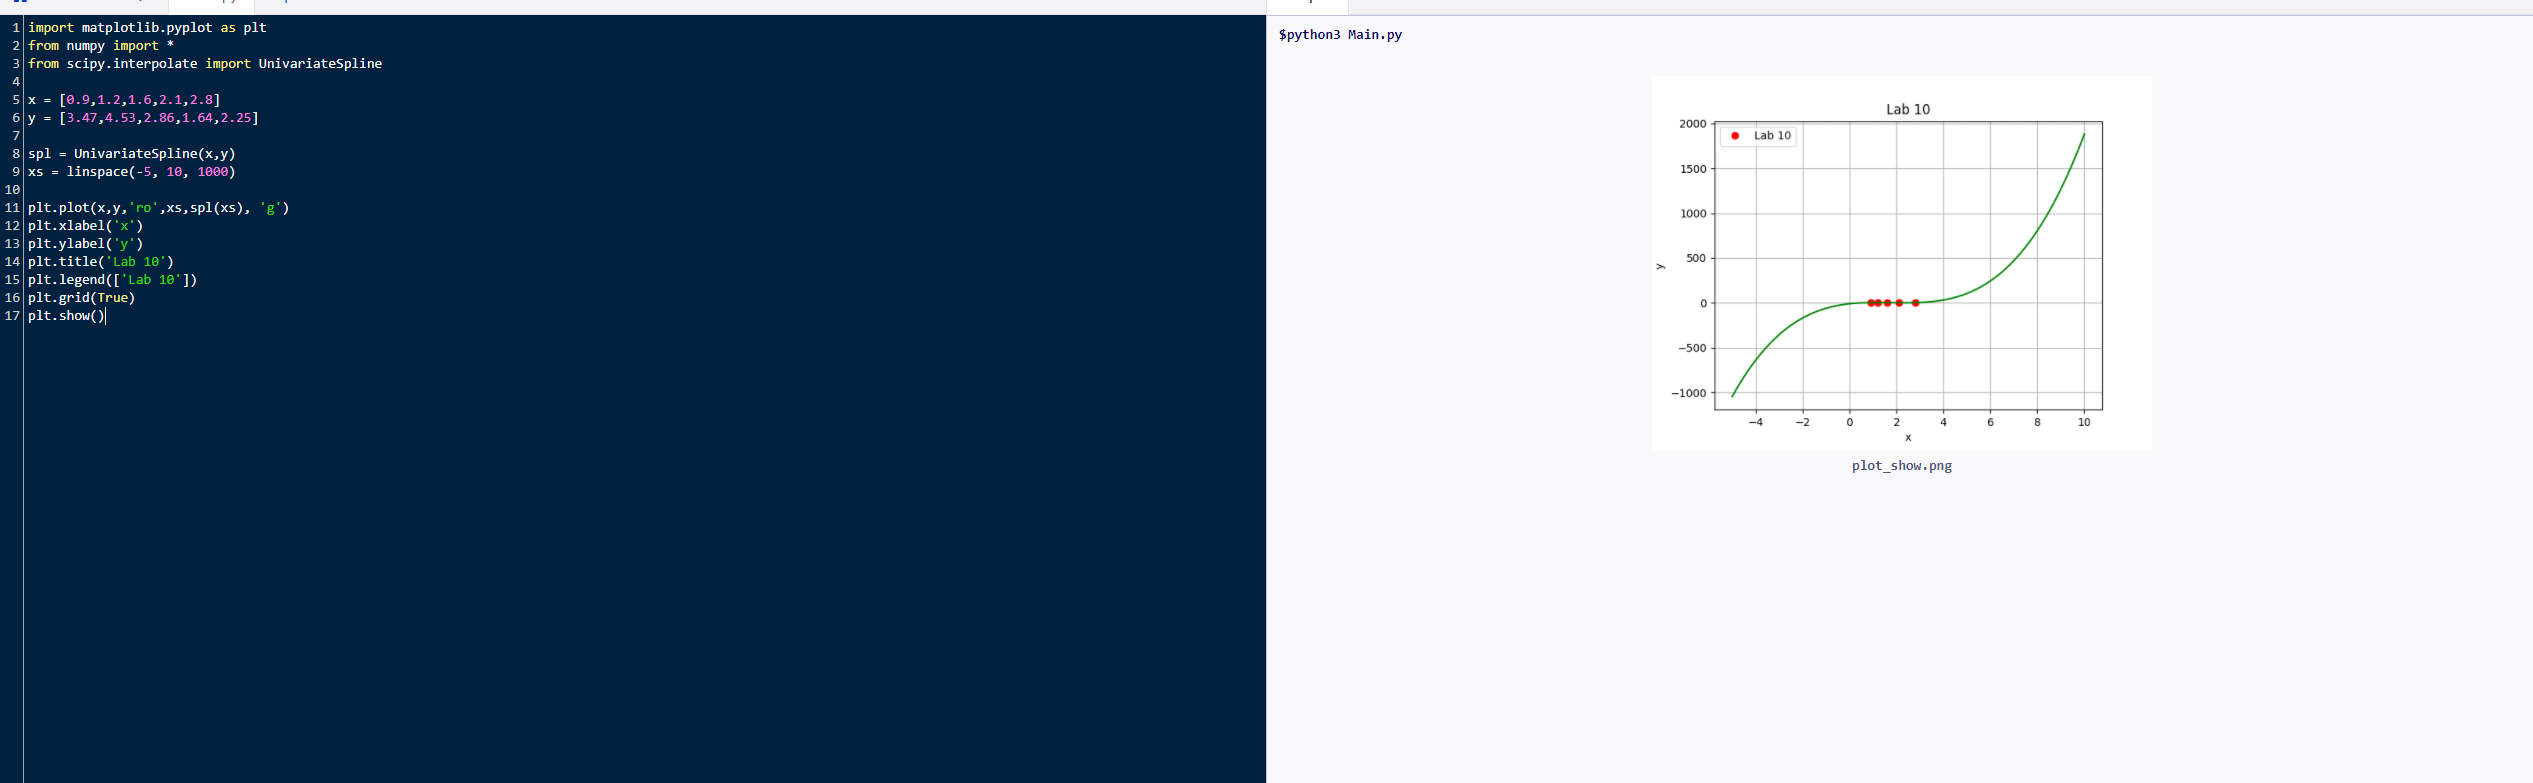 1 import matplotlib.pyplot as plt
2 from numpy import *
3 from scipy.interpolate import UnivariateSpline
4
5 x = [0.9,1.2,1.6,2.1,2.8]
6 y = [3.47,4.53,2.86,1.64,2.25]
7
8 spl = UnivariateSpline(x,y)
9 xs = linspace(-5, 10, 1000)
10
11 plt.plot(x,y,'ro',xs,spl(xs), 'g')
12 plt.xlabel('x')
13 plt.ylabel('y')
14 plt.title('Lab 10')
15 plt.legend(['Lab 10'])
16 plt.grid(True)
17 plt.show()
$python3 Main.py
Lab 10
Lab 10
2000
1500
1000
500
0
−500
−1000
y
−4 −2 0 2 4 6 8 10
x
plot_show.png